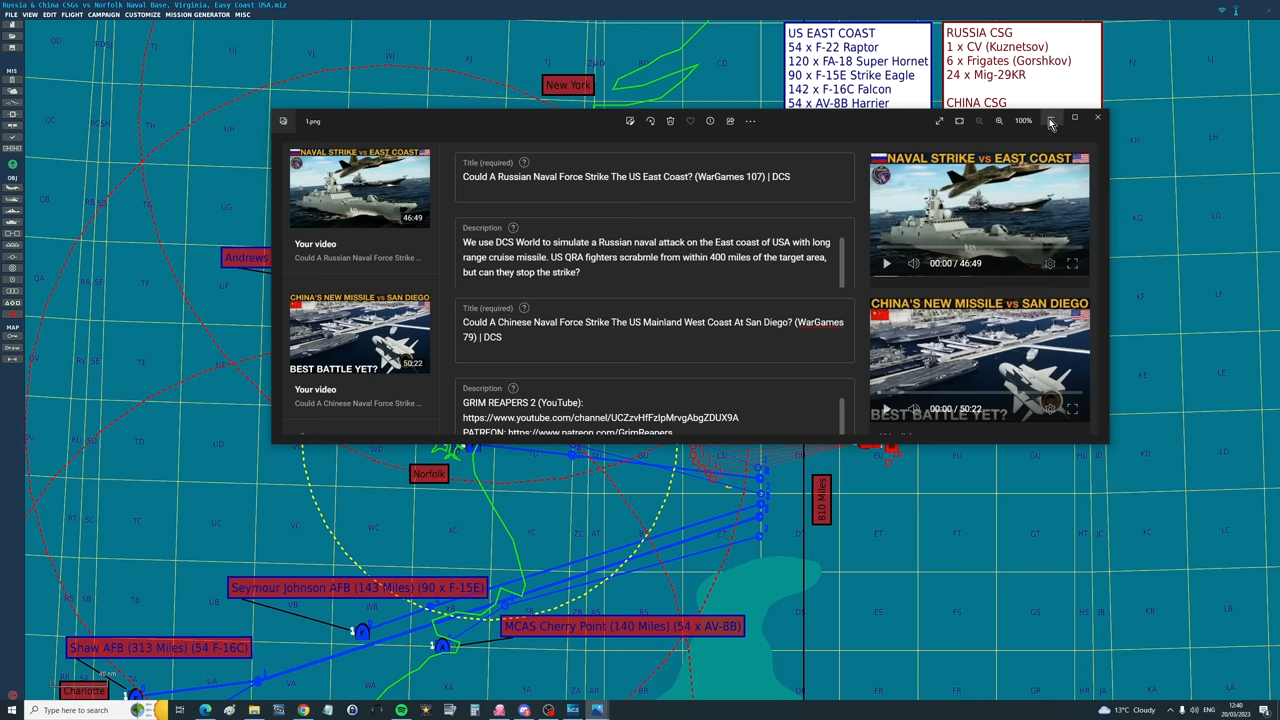 Russia & China CSGs vs Norfolk Naval Base, Virginia, Easy Coast USA.miz
FILE VIEW EDIT FLIGHT CAMPAIGN CUSTOMIZE MISSION GENERATOR MISC
MIS
OBJ
MAP
Draw
US EAST COAST
54 x F-22 Raptor
120 x FA-18 Super Hornet
90 x F-15E Strike Eagle
142 x F-16C Falcon
54 x AV-8B Harrier
RUSSIA CSG
1 x CV (Kuznetsov)
6 x Frigates (Gorshkov)
24 x Mig-29KR
CHINA CSG
New York
Andrews
1.png
100%
NAVAL STRIKE vs EAST COAST
46:49
Your video
Could A Russian Naval Force Strike ...
CHINA'S NEW MISSILE vs SAN DIEGO
50:22
BEST BATTLE YET?
Your video
Could A Chinese Naval Force Strike ...
Title (required)
Could A Russian Naval Force Strike The US East Coast? (WarGames 107) | DCS
Description
We use DCS World to simulate a Russian naval attack on the East coast of USA with long
range cruise missile. US QRA fighters scrabmle from within 400 miles of the target area,
but can they stop the strike?
Title (required)
Could A Chinese Naval Force Strike The US Mainland West Coast At San Diego? (WarGames
79) | DCS
Description
GRIM REAPERS 2 (YouTube):
https://www.youtube.com/channel/UCZzvHfFzIpMrvgAbgZDUX9A
PATREON: https://www.patreon.com/GrimReapers
NAVAL STRIKE vs EAST COAST
00:00 / 46:49
CHINA'S NEW MISSILE vs SAN DIEGO
00:00 / 50:22
BEST BATTLE YET?
Norfolk
810 Miles
Seymour Johnson AFB (143 Miles) (90 x F-15E)
MCAS Cherry Point (140 Miles) (54 x AV-8B)
Shaw AFB (313 Miles) (54 F-16C)
40 nm
Charlotte
Type here to search
13°C Cloudy
ENG
12:40
20/03/2023